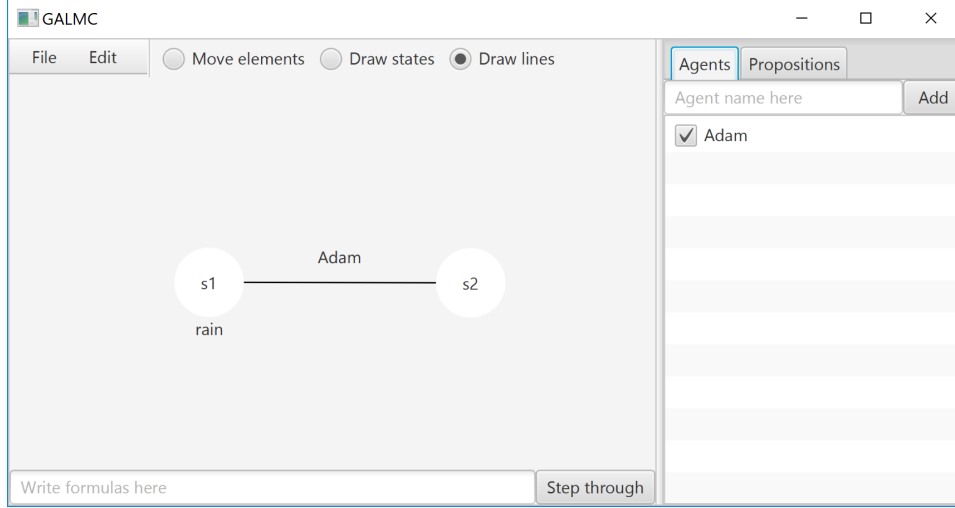 GALMC
File Edit Move elements Draw states Draw lines
Agents Propositions
Agent name here Add
Adam
Adam
s1 s2
rain
Write formulas here Step through